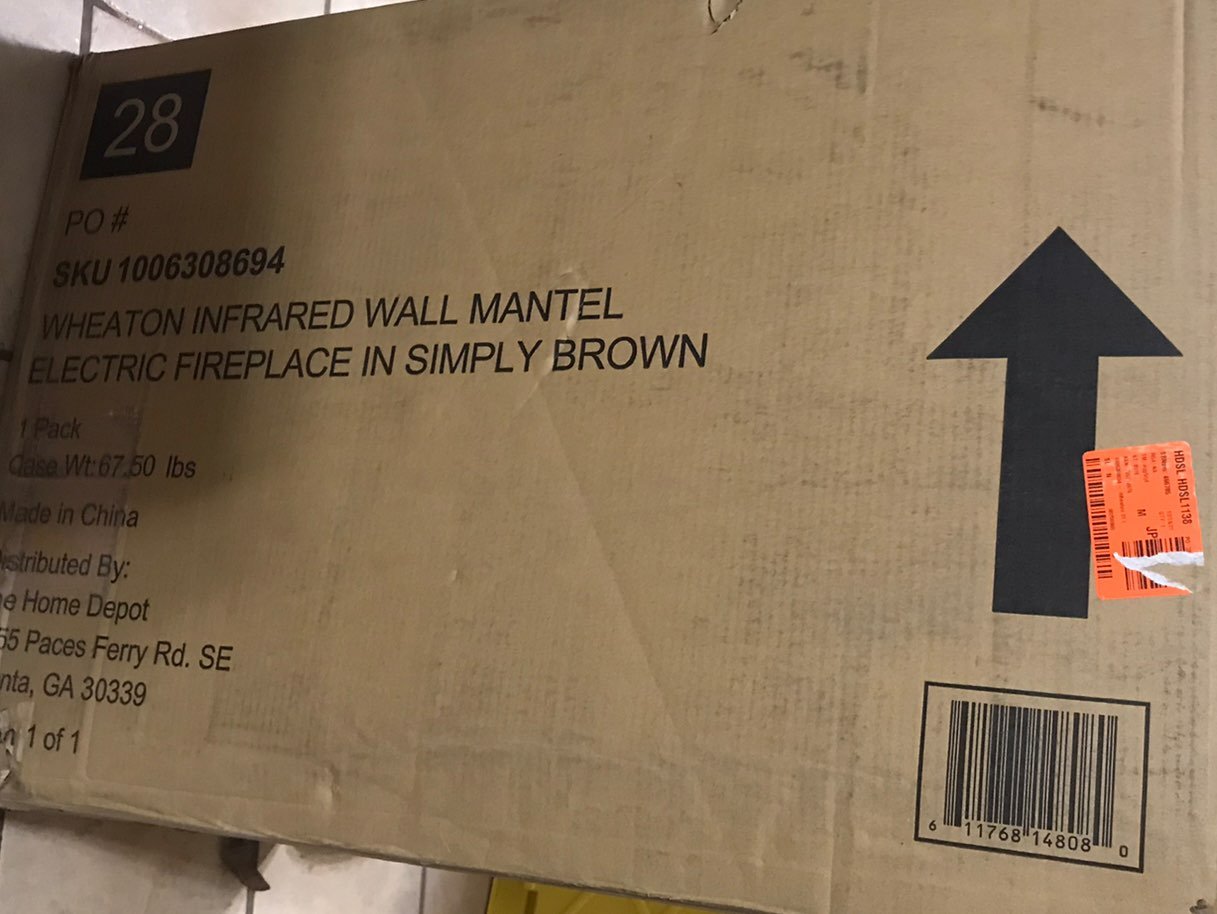 28
PO #
SKU 1006308694
WHEATON INFRARED WALL MANTEL
ELECTRIC FIREPLACE IN SIMPLY BROWN
1 Pack
Case Wt:67.50 lbs
Made in China
Distributed By:
Home Depot
Paces Ferry Rd. SE
GA 30339
1 of 1
HDSL HDSL1138
M
6 11768 14808 0